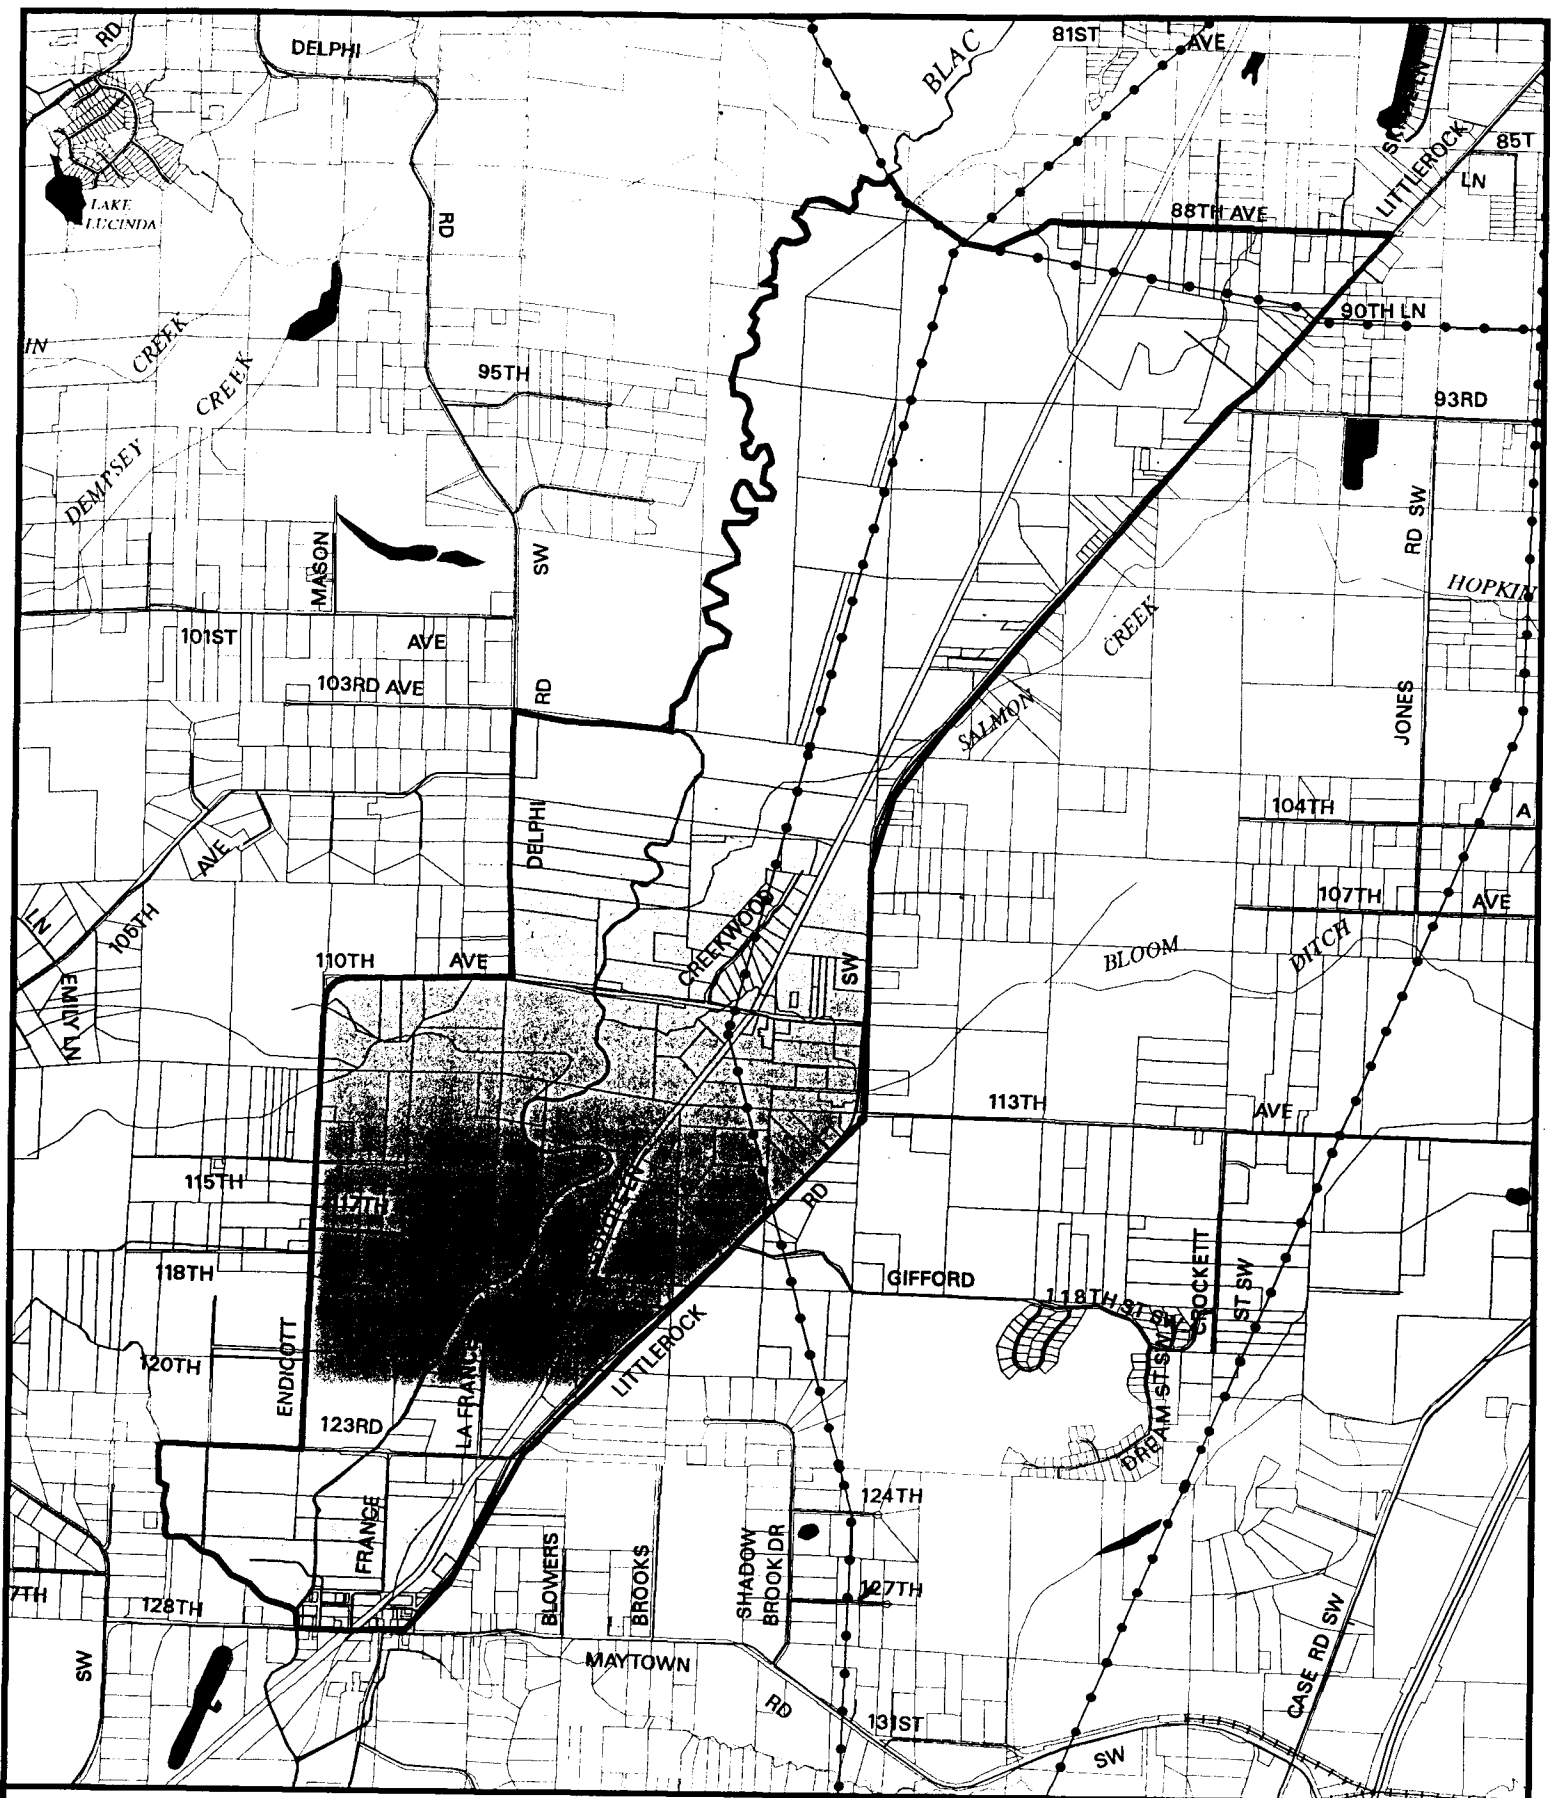 RD
DELPHI
BLAC
81ST
AVE
LITTLEROCK
85T
LN
LAKE
LUCINDA
RD
88TH AVE
90TH LN
IN
CREEK
CREEK
DEMPSEY
95TH
93RD
RD SW
MASON
SW
HOPKIN
101ST
AVE
CREEK
103RD AVE
RD
SALMON
JONES
DELPHI
104TH
A
AVE
106TH
107TH
AVE
LN
CREEKWOOD
BLOOM
DITCH
110TH
AVE
SW
EMILY LN
113TH
AVE
115TH
117TH
RD
118TH
GIFFORD
118TH ST SW
CROCKETT
ST SW
120TH
ENDICOTT
LA FRANCE
LITTLEROCK
DREAM ST SW
123RD
124TH
FRANCE
BLOWERS
BROOKS
SHADOW
BROOK DR
127TH
7TH
128TH
SW
MAYTOWN
RD
131ST
SW
CASE RD SW